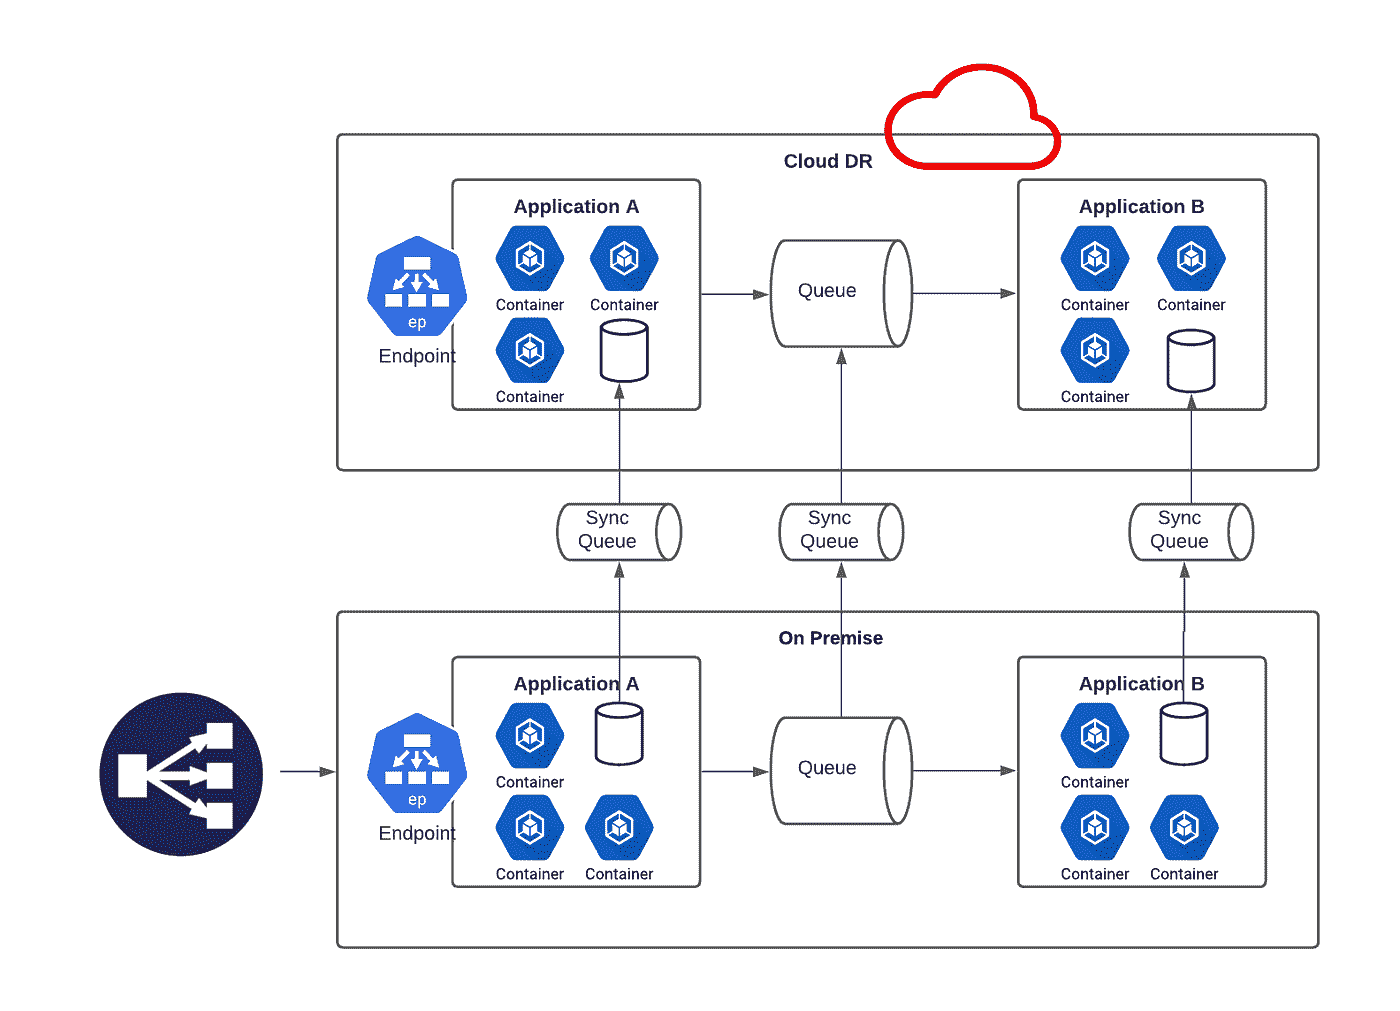 Cloud DR
Application A
Application B
Container Container
Container Container
Queue
ep
Endpoint
Container
Container
Sync
Queue
Sync
Queue
Sync
Queue
On Premise
Application A
Application B
Container
Container
Queue
ep
Endpoint
Container Container
Container Container